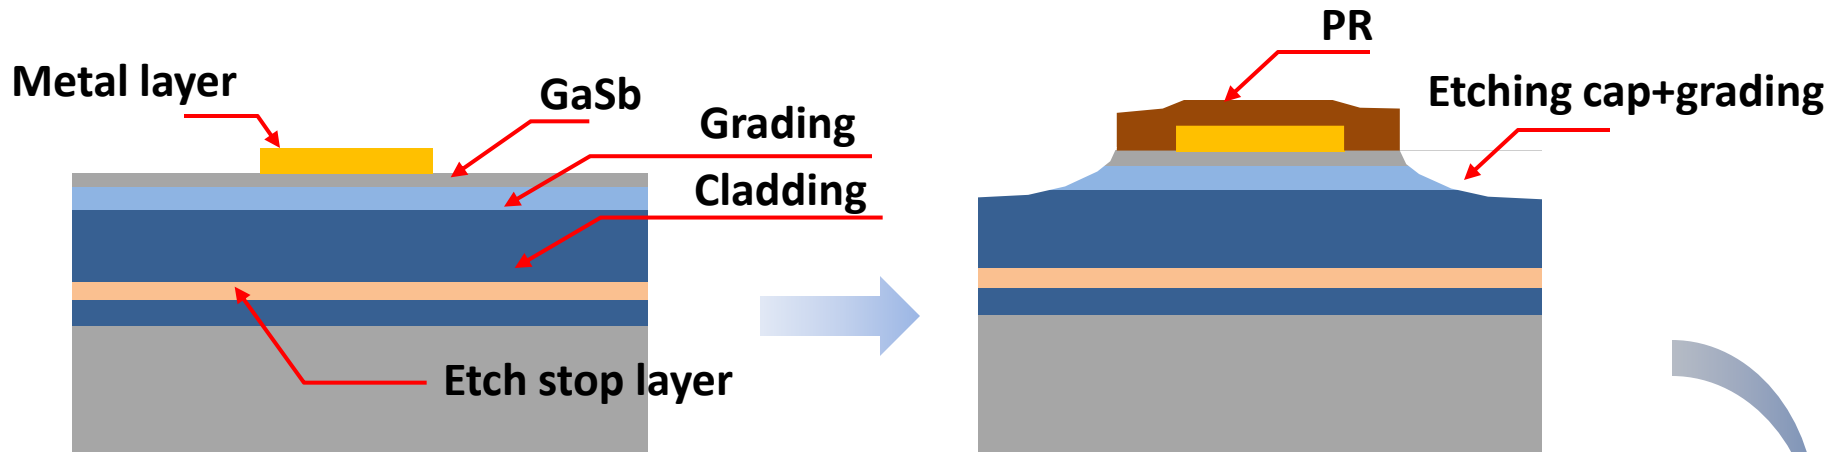 Metal layer
GaSb
Grading
Cladding
Etch stop layer
PR
Etching cap+grading